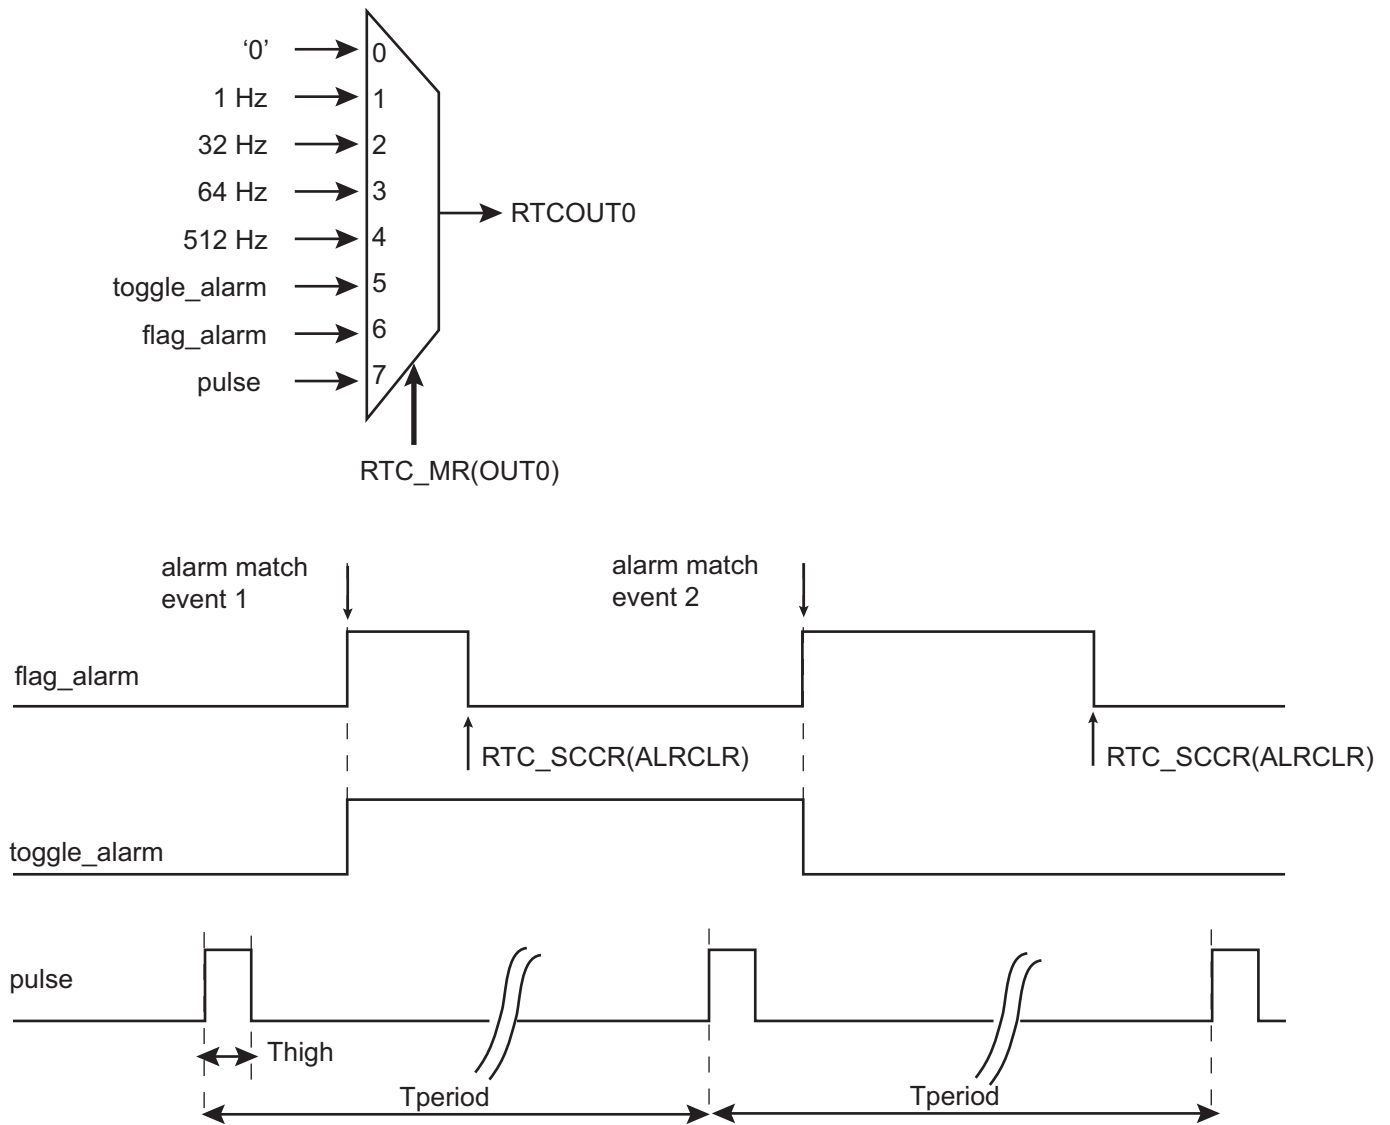 ‘0’ 0
1 Hz 1
32 Hz 2
64 Hz 3
RTCOUT0
512 Hz 4
toggle_alarm 5
flag_alarm 6
pulse 7
RTC_MR(OUT0)
alarm match
event 1
alarm match
event 2
flag_alarm
RTC_SCCR(ALRCLR)
RTC_SCCR(ALRCLR)
toggle_alarm
pulse
Thigh
Tperiod
Tperiod